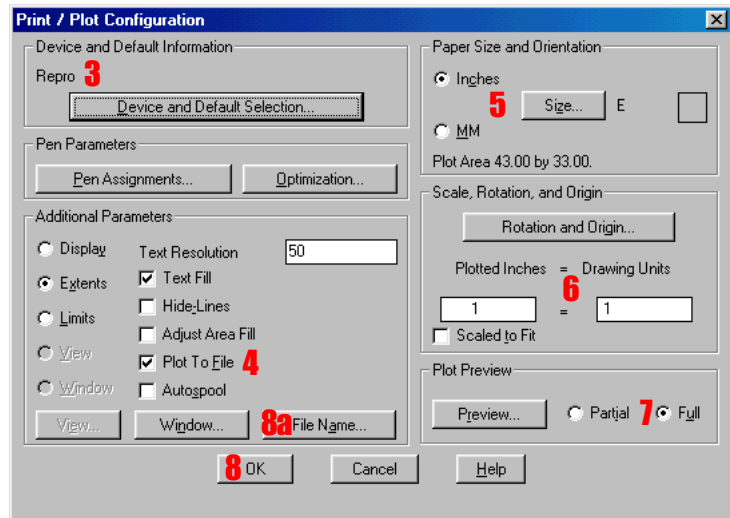 Print / Plot Configuration
Device and Default Information
Repro 3
Device and Default Selection...
Pen Parameters
Pen Assignments...
Optimization...
Additional Parameters
Display
Extents
Limits
View
Window
Text Resolution
50
Text Fill
Hide-Lines
Adjust Area Fill
Plot To File 4
Autospool
View...
Window...
8a File Name...
Paper Size and Orientation
Inches
MM
5 Size... E
Plot Area 43.00 by 33.00.
Scale, Rotation, and Origin
Rotation and Origin...
Plotted Inches = Drawing Units
6
1 = 1
Scaled to Fit
Plot Preview
Preview...
Partial
7 Full
8 OK
Cancel
Help